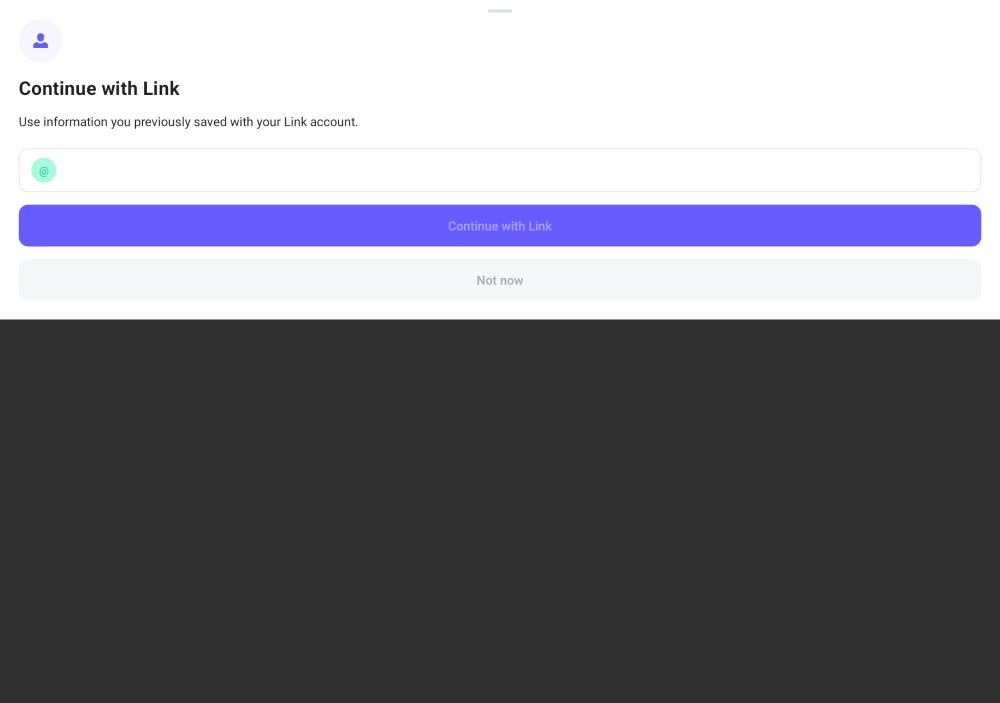 Continue with Link
Use information you previously saved with your Link account.
@
Continue with Link
Not now